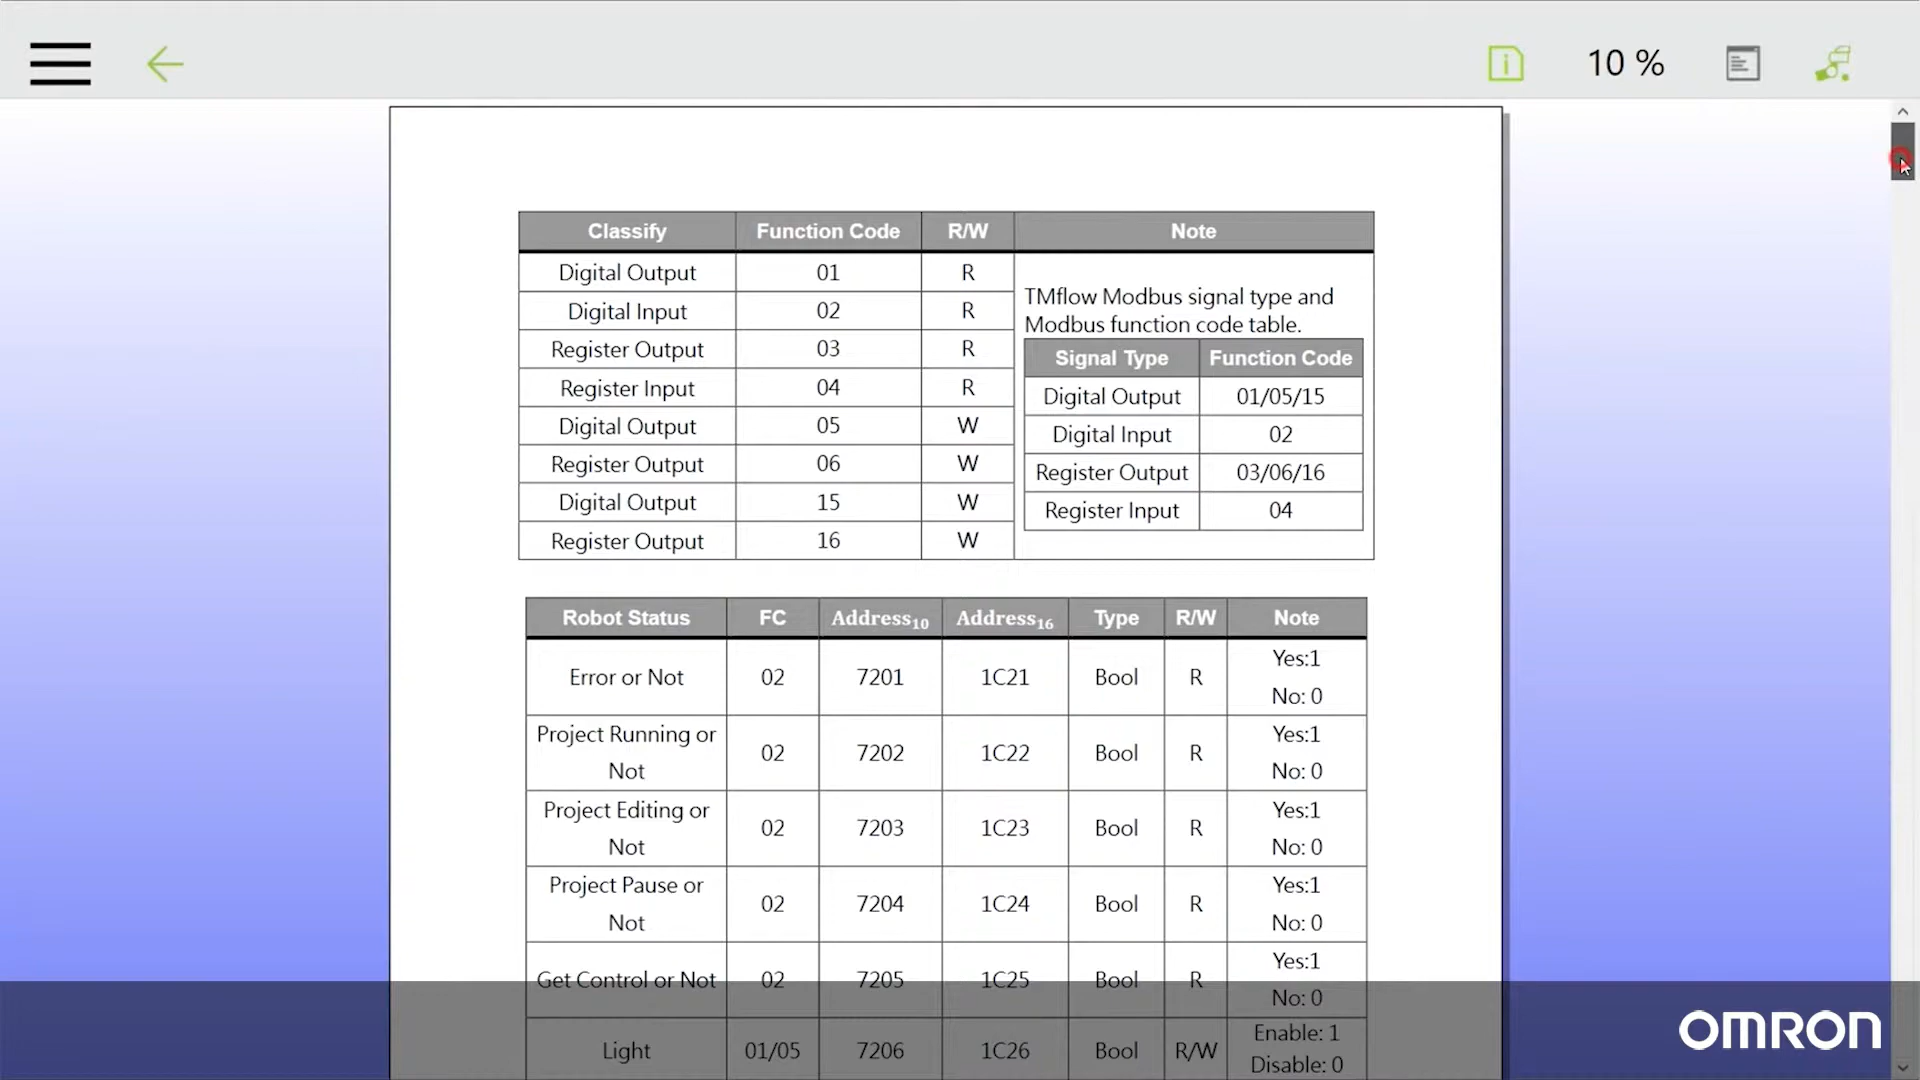 10 %
Classify Function Code R/W Note
Digital Output 01 R
Digital Input 02 R
Register Output 03 R
Register Input 04 R
Digital Output 05 W
Register Output 06 W
Digital Output 15 W
Register Output 16 W
TMflow Modbus signal type and
Modbus function code table.
Signal Type Function Code
Digital Output 01/05/15
Digital Input 02
Register Output 03/06/16
Register Input 04
Robot Status FC Address10 Address16 Type R/W Note
Error or Not 02 7201 1C21 Bool R Yes:1
No: 0
Project Running or
Not 02 7202 1C22 Bool R Yes:1
No: 0
Project Editing or
Not 02 7203 1C23 Bool R Yes:1
No: 0
Project Pause or
Not 02 7204 1C24 Bool R Yes:1
No: 0
Get Control or Not 02 7205 1C25 Bool R Yes:1
No: 0
Light 01/05 7206 1C26 Bool R/W Enable: 1
Disable: 0
OMRON